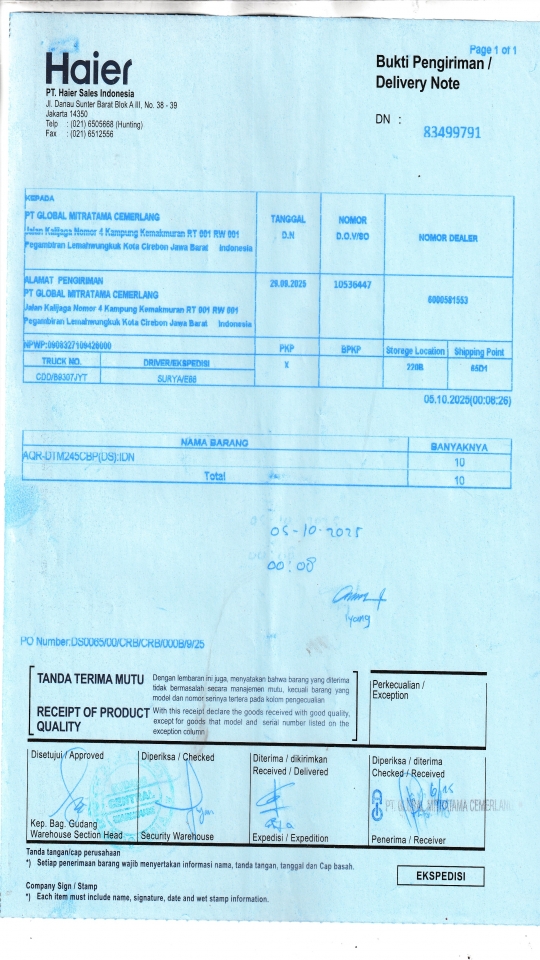 Page 1 of 1
Haier
Bukti Pengiriman /
Delivery Note
PT. Haier Sales Indonesia
Jl. Danau Sunter Barat Blok A III, No. 38 - 39
Jakarta 14350
Telp : (021) 6505668 (Hunting)
Fax : (021) 6512556
DN : 83499791
KEPADA
PT GLOBAL MITRATAMA CEMERLANG
Jalan Kalijaga Nomor 4 Kampung Kemakmuran RT 001 RW 001
Pegambiran Lemahwungkuk Kota Cirebon Jawa Barat Indonesia
TANGGAL
D.N
NOMOR
D.O.V/SO
NOMOR DEALER
ALAMAT PENGIRIMAN
PT GLOBAL MITRATAMA CEMERLANG
Jalan Kalijaga Nomor 4 Kampung Kemakmuran RT 001 RW 001
Pegambiran Lemahwungkuk Kota Cirebon Jawa Barat Indonesia
10536447
6000581553
NPWP:0909327109426000
PKP
BPKP
Storege Location
Shipping Point
TRUCK NO.
DRIVER/EKSPEDISI
X
220B
65D1
SURYA/E86
05.10.2025(00:06:26)
NAMA BARANG
BANYAKNYA
AQR-DTM245CBP(DS):IDN
10
Total
10
05-10-2025
00:08
Iyang
PO Number:DS0065/00/CRB/CRB/0008/9/25
TANDA TERIMA MUTU
Dengan lembaran ini juga, menyatakan bahwa barang yang diterima
tidak bermasalah secara manajemen mutu, kecuali barang yang
model dan nomor serinya tertera pada kolom pengecualian
RECEIPT OF PRODUCT
QUALITY
With this receipt declare the goods received with good quality,
except for goods that model and serial number listed on the
exception column
Perkecualian /
Exception
Disetujui / Approved
Diperiksa / Checked
Diterima / dikirimkan
Received / Delivered
Diperiksa / diterima
Checked / Received
PT. GLOBAL MITRATAMA CEMERLANG
Kep. Bag. Gudang
Warehouse Section Head
Security Warehouse
Expedisi / Expedition
Penerima / Receiver
Tanda tangan/cap perusahaan
*) Setiap penerimaan barang wajib menyertakan informasi nama, tanda tangan, tanggal dan Cap basah.
EKSPEDISI
Company Sign / Stamp
*) Each item must include name, signature, date and wet stamp information.